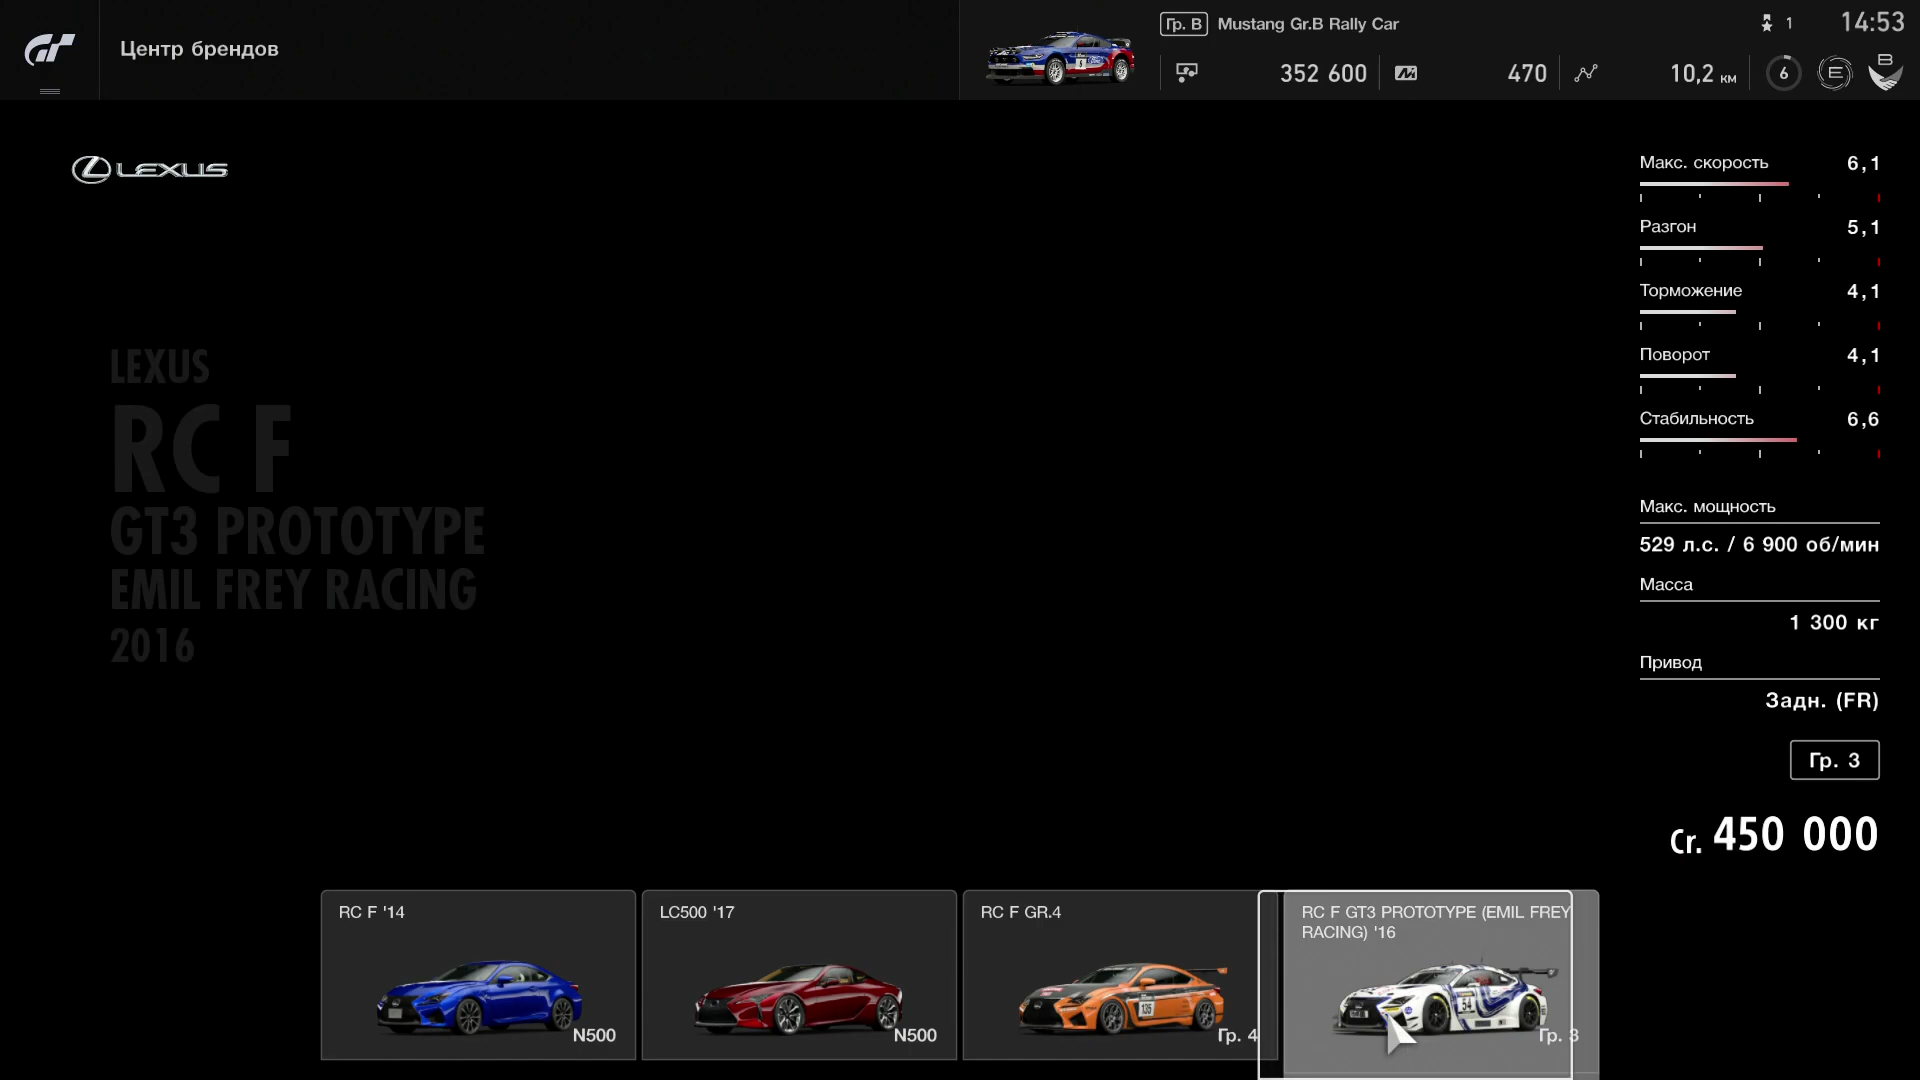 Центр брендов
Гр. B Mustang Gr.B Rally Car
1
14:53
352 600
470
10,2 км
6
E
B
LEXUS
LEXUS
RC F
GT3 PROTOTYPE
EMIL FREY RACING
2016
Макс. скорость 6,1
Разгон 5,1
Торможение 4,1
Поворот 4,1
Стабильность 6,6
Макс. мощность
529 л.с. / 6 900 об/мин
Масса
1 300 кг
Привод
Задн. (FR)
Гр. 3
Cr. 450 000
RC F '14
N500
LC500 '17
N500
RC F GR.4
Гр. 4
RC F GT3 PROTOTYPE (EMIL FREY
RACING) '16
Гр. 3